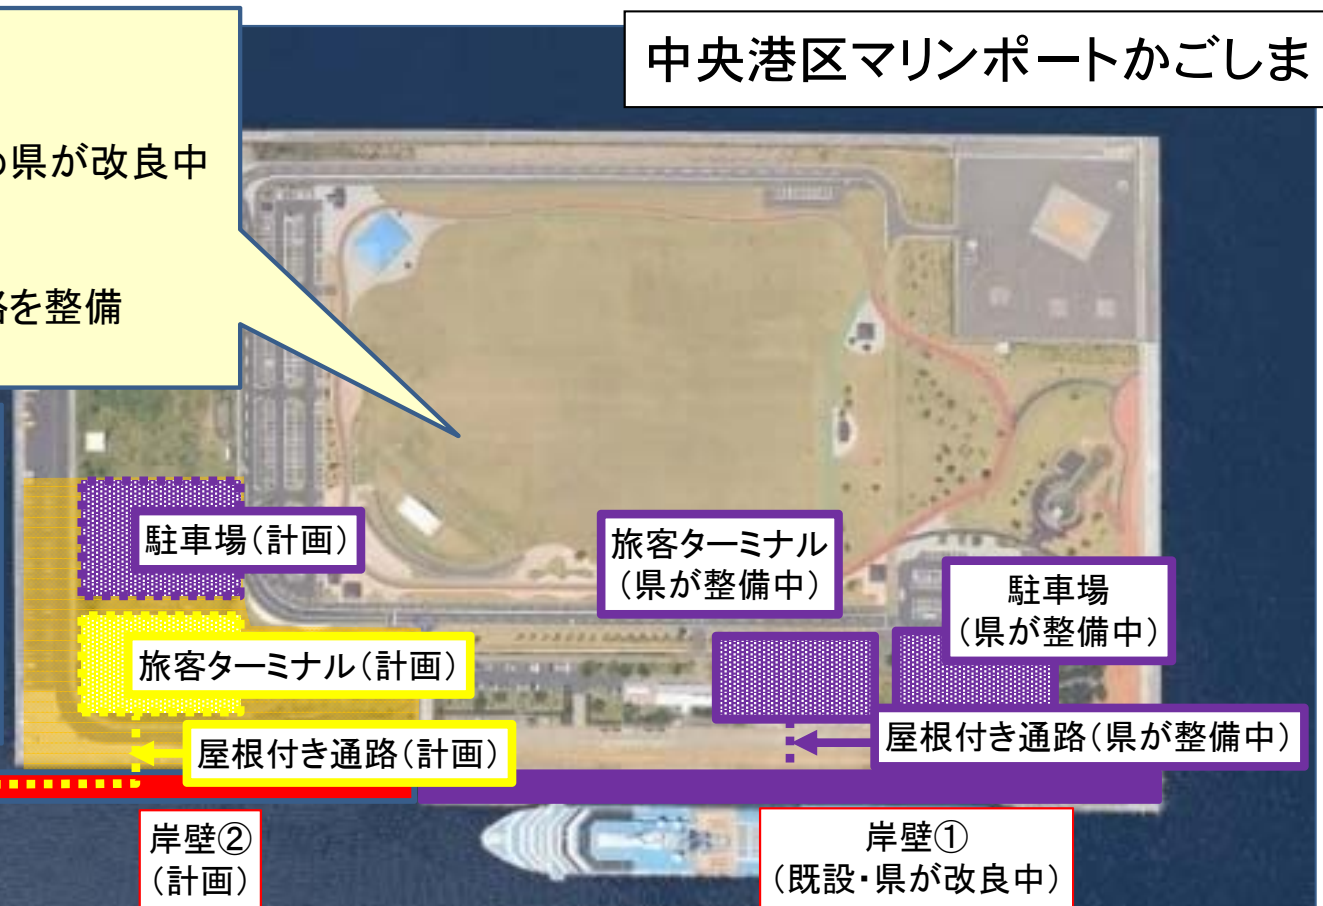 中央港区マリンポートかごしま
県が改良中
を整備
駐車場(計画)
旅客ターミナル
(県が整備中)
駐車場
(県が整備中)
旅客ターミナル(計画)
屋根付き通路(計画)
屋根付き通路(県が整備中)
岸壁②
(計画)
岸壁①
(既設・県が改良中)